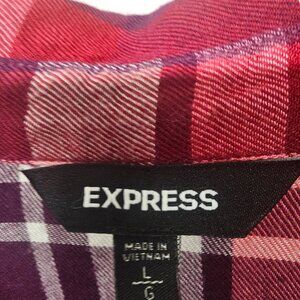 EXPRESS
MADE IN
VIETNAM
L
G